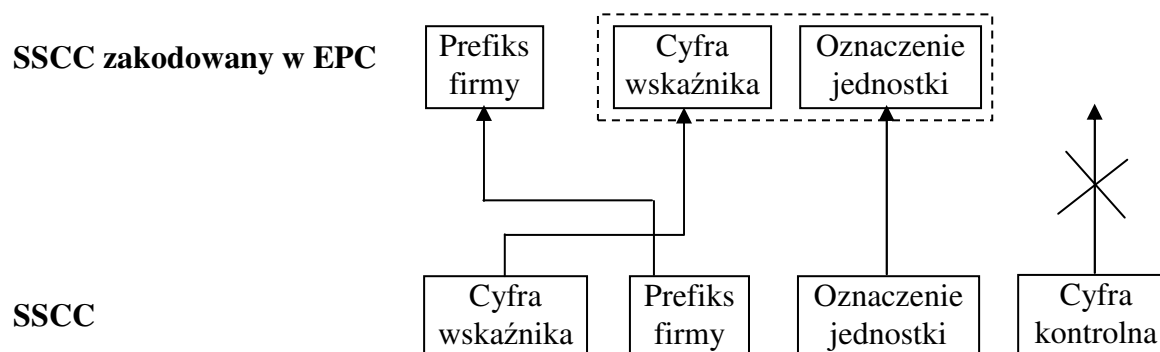 SSCC zakodowany w EPC
Prefiks
firmy
Cyfra
wskaźnika
Oznaczenie
jednostki
SSCC
Cyfra
wskaźnika
Prefiks
firmy
Oznaczenie
jednostki
Cyfra
kontrolna